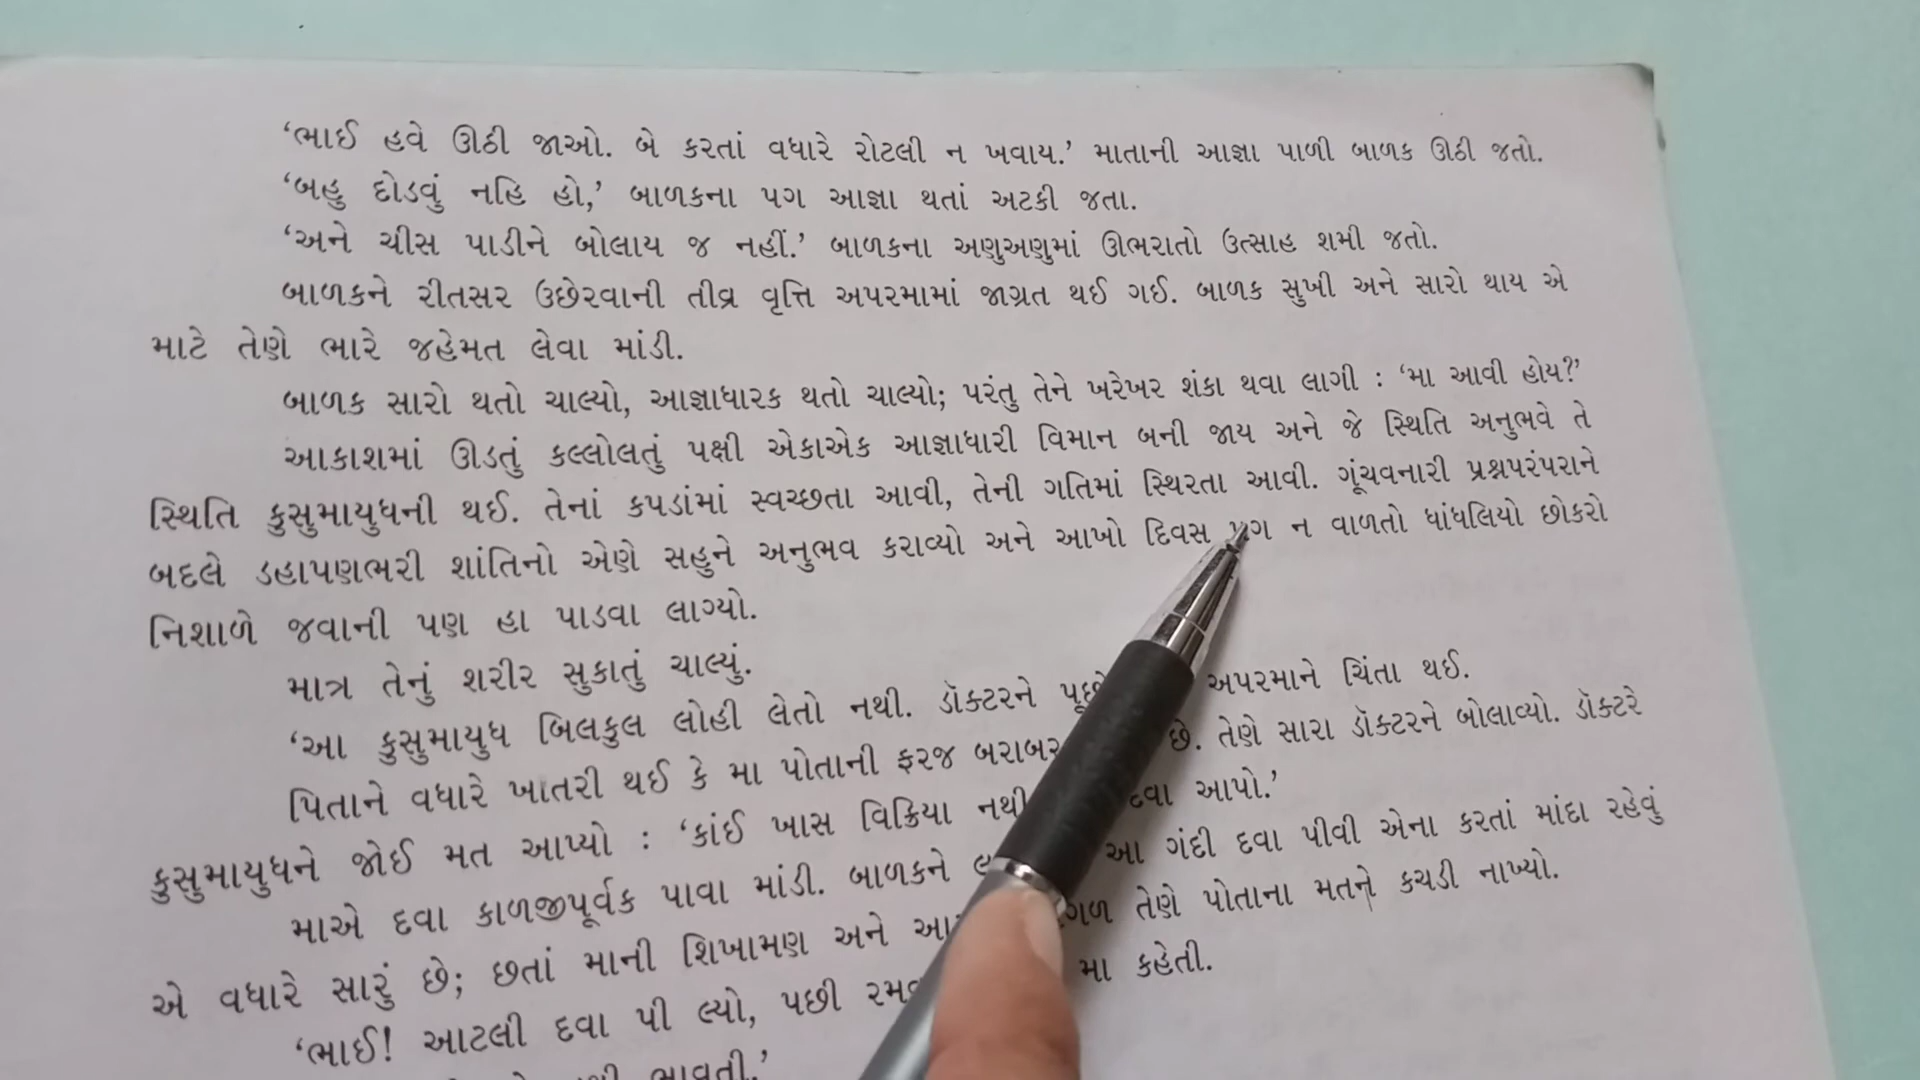 ‘ભાઈ હવે ઊઠી જાઓ. બે કરતાં વધારે રોટલી ન ખવાય.’ માતાની આજ્ઞા પાળી બાળક ઊઠી જતો.
‘બહુ દોડવું નહિ હો,’ બાળકના પગ આજ્ઞા થતાં અટકી જતા.
‘અને ચીસ પાડીને બોલાય જ નહીં.’ બાળકના અણુઅણુમાં ઊભરાતો ઉત્સાહ શમી જતો.
બાળકને રીતસર ઉછેરવાની તીવ્ર વૃત્તિ અપરમામાં જાગ્રત થઈ ગઈ. બાળક સુખી અને સારો થાય એ
માટે તેણે ભારે જહેમત લેવા માંડી.
બાળક સારો થતો ચાલ્યો, આજ્ઞાધારક થતો ચાલ્યો; પરંતુ તેને ખરેખર શંકા થવા લાગી : ‘મા આવી હોય?’
આકાશમાં ઊડતું કલ્લોલતું પક્ષી એકાએક આજ્ઞાધારી વિમાન બની જાય અને જે સ્થિતિ અનુભવે તે
સ્થિતિ કુસુમાયુધની થઈ. તેનાં કપડાંમાં સ્વચ્છતા આવી, તેની ગતિમાં સ્થિરતા આવી. ગૂંચવનારી પ્રશ્નપરંપરાને
બદલે ડહાપણભરી શાંતિનો એણે સહુને અનુભવ કરાવ્યો અને આખો દિવસ પગ ન વાળતો ધાંધલિયો છોકરો
નિશાળે જવાની પણ હા પાડવા લાગ્યો.
માત્ર તેનું શરીર સુકાતું ચાલ્યું.
‘આ કુસુમાયુધ બિલકુલ લોહી લેતો નથી. ડૉક્ટરને અપરમાને ચિંતા થઈ.
પિતાને વધારે ખાતરી થઈ કે મા પોતાની ફરજ બરાબર છે. તેણે સારા ડૉક્ટરને બોલાવ્યો. ડૉક્ટરે
કુસુમાયુધને જોઈ મત આપ્યો : ‘કાંઈ ખાસ વિક્રિયા નથી દવા આપો.’
માએ દવા કાળજીપૂર્વક પાવા માંડી. બાળકને આ ગંદી દવા પીવી એના કરતાં માંદા રહેવું
એ વધારે સારું છે; છતાં માની શિખામણ અને તેણે પોતાના મતને કચડી નાખ્યો.
‘ભાઈ! આટલી દવા પી લ્યો, પછી મા કહેતી.
ભાવતી.’